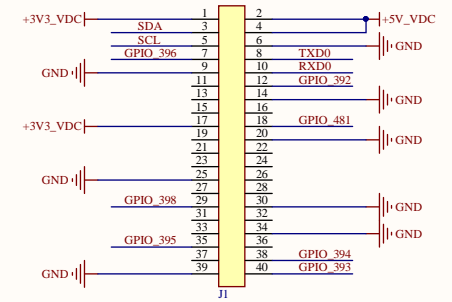 +3V3_VDC 1 2 +5V_VDC
SDA 3 4
SCL 5 6 GND
GPIO_396 7 8 TXD0
GND 9 10 RXD0
11 12 GPIO_392
13 14 GND
15 16
+3V3_VDC 17 18 GPIO_481
19 20 GND
21 22
23 24
GND 25 26
27 28
GPIO_398 29 30 GND
31 32
33 34 GND
GPIO_395 35 36
37 38 GPIO_394
GND 39 40 GPIO_393
J1